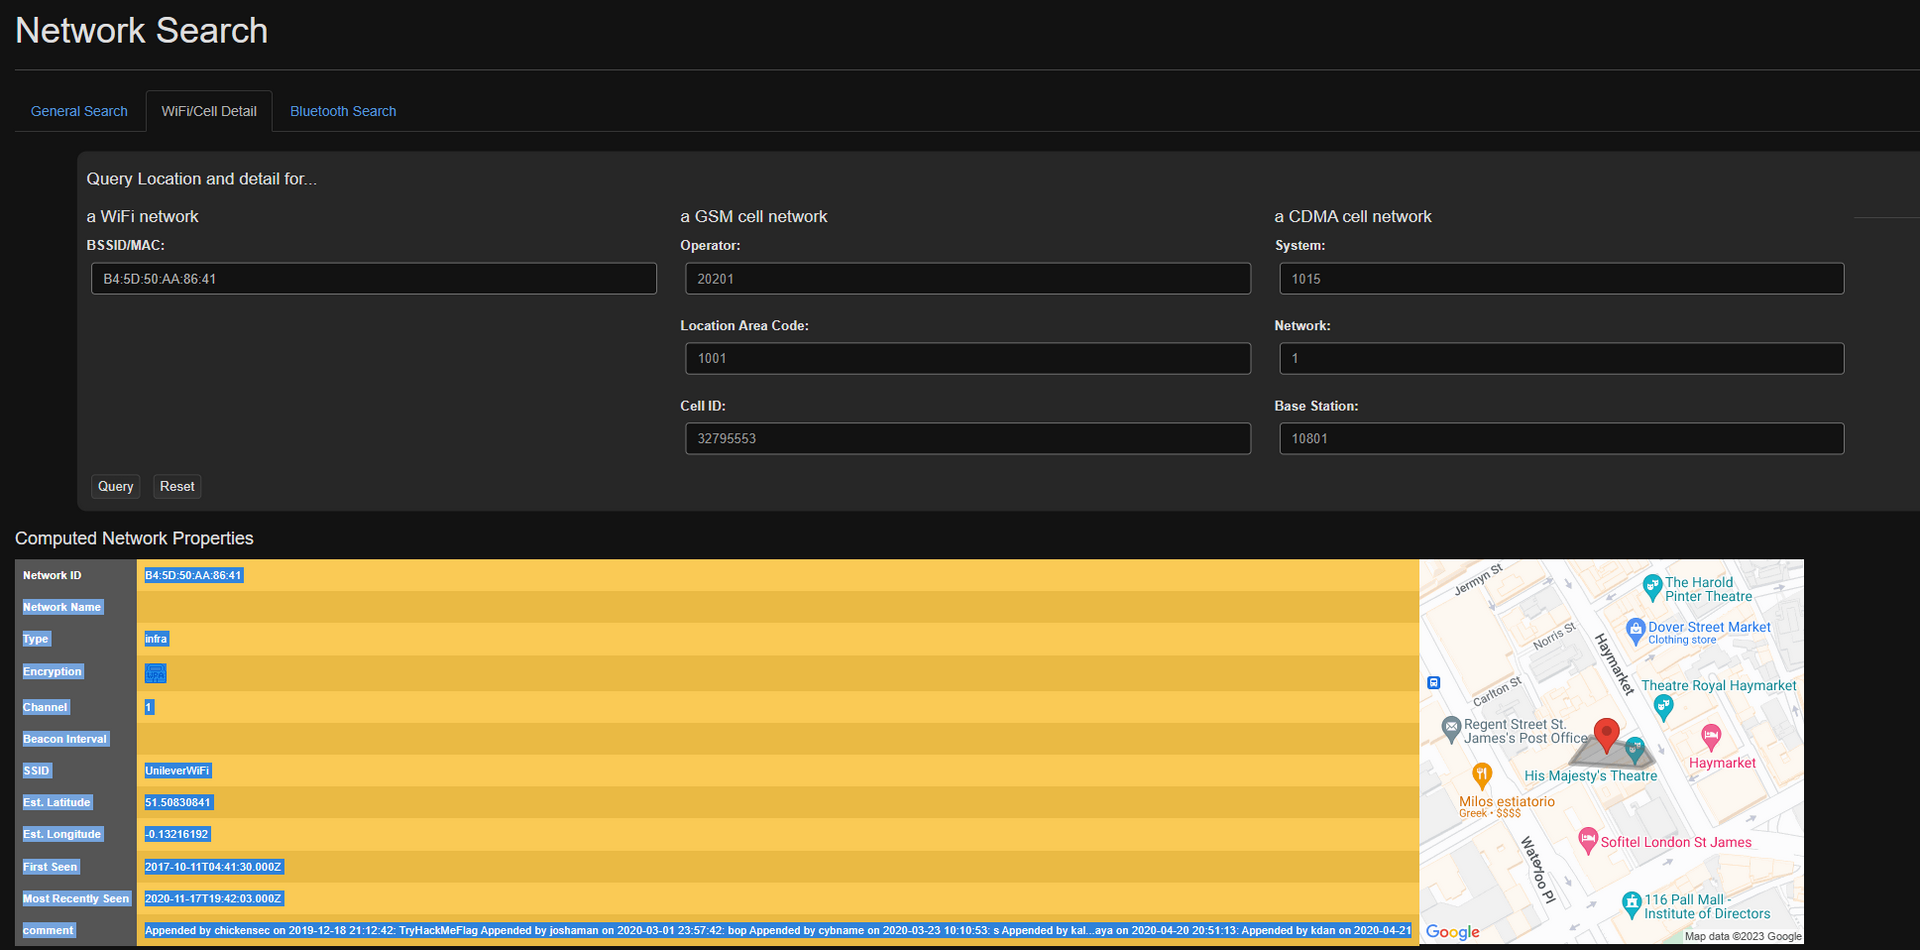 Network Search
General Search
WiFi/Cell Detail
Bluetooth Search
Query Location and detail for...
a WiFi network
a GSM cell network
a CDMA cell network
BSSID/MAC:
Operator:
System:
B4:5D:50:AA:86:41
20201
1015
Location Area Code:
Network:
1001
1
Cell ID:
Base Station:
32795553
10801
Query
Reset
Computed Network Properties
Network ID
B4:5D:50:AA:86:41
Network Name
Type
infra
Encryption
WPA
Channel
1
Beacon Interval
SSID
UnileverWiFi
Est. Latitude
51.50830841
Est. Longitude
-0.13216192
First Seen
2017-10-11T04:41:30.000Z
Most Recently Seen
2020-11-17T19:42:03.000Z
comment
Appended by chickensec on 2019-12-18 21:12:42: TryHackMeFlag Appended by joshaman on 2020-03-01 23:57:42: bop Appended by cybname on 2020-03-23 10:10:53: s Appended by kal...aya on 2020-04-20 20:51:13: Appended by kdan on 2020-04-21
Jermyn St
The Harold
Pinter Theatre
Norris St
Dover Street Market
Clothing store
Haymarket
Carlton St
Theatre Royal Haymarket
Regent Street St.
James's Post Office
Haymarket
His Majesty's Theatre
Milos estiatorio
Greek • $$$$
Waterloo Pl
Sofitel London St James
116 Pall Mall -
Institute of Directors
Google
Map data ©2023 Google